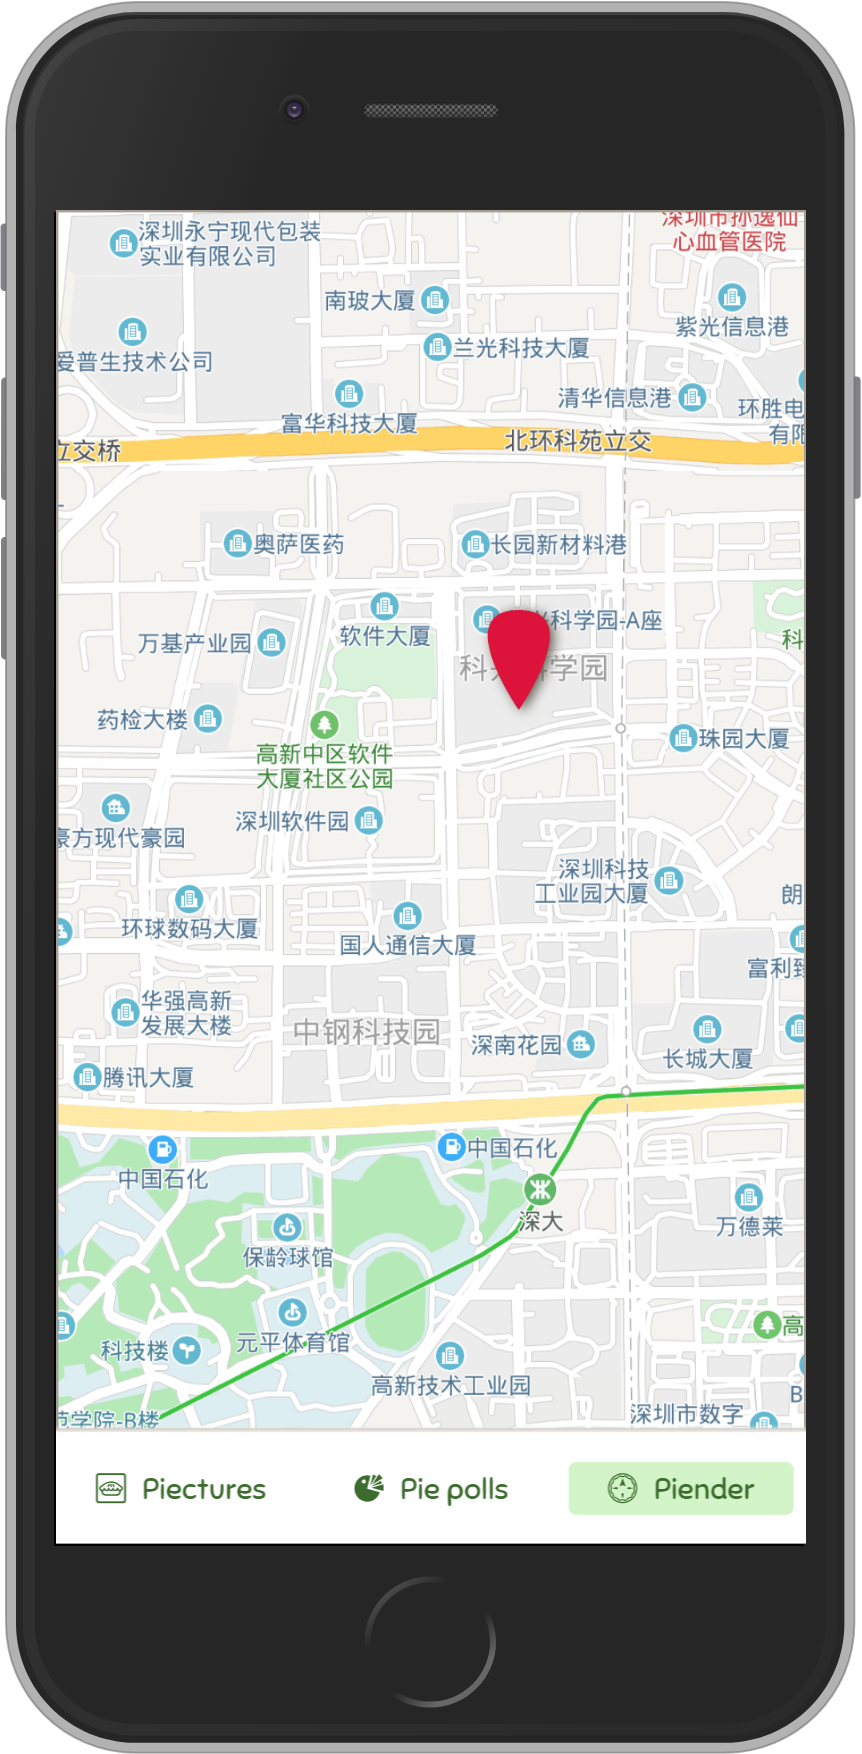 深圳市孙逸仙
心血管医院
深圳永宁现代包装
实业有限公司
南玻大厦
紫光信息港
爱普生技术公司
兰光科技大厦
清华信息港
环胜电
有限
富华科技大厦
立交桥
北环科苑立交
奥萨医药
长园新材料港
科学园-A座
软件大厦
万基产业园
科
科兴科学园
药检大楼
珠园大厦
高新中区软件
大厦社区公园
深圳软件园
豪方现代豪园
深圳科技
工业园大厦
朗
环球数码大厦
国人通信大厦
富利臻
华强高新
发展大楼
中钢科技园
深南花园
长城大厦
腾讯大厦
中国石化
中国石化
深大
万德莱
保龄球馆
元平体育馆
科技楼
高
高新技术工业园
B
范学院-B楼
深圳市数字
Piectures
Pie polls
Piender